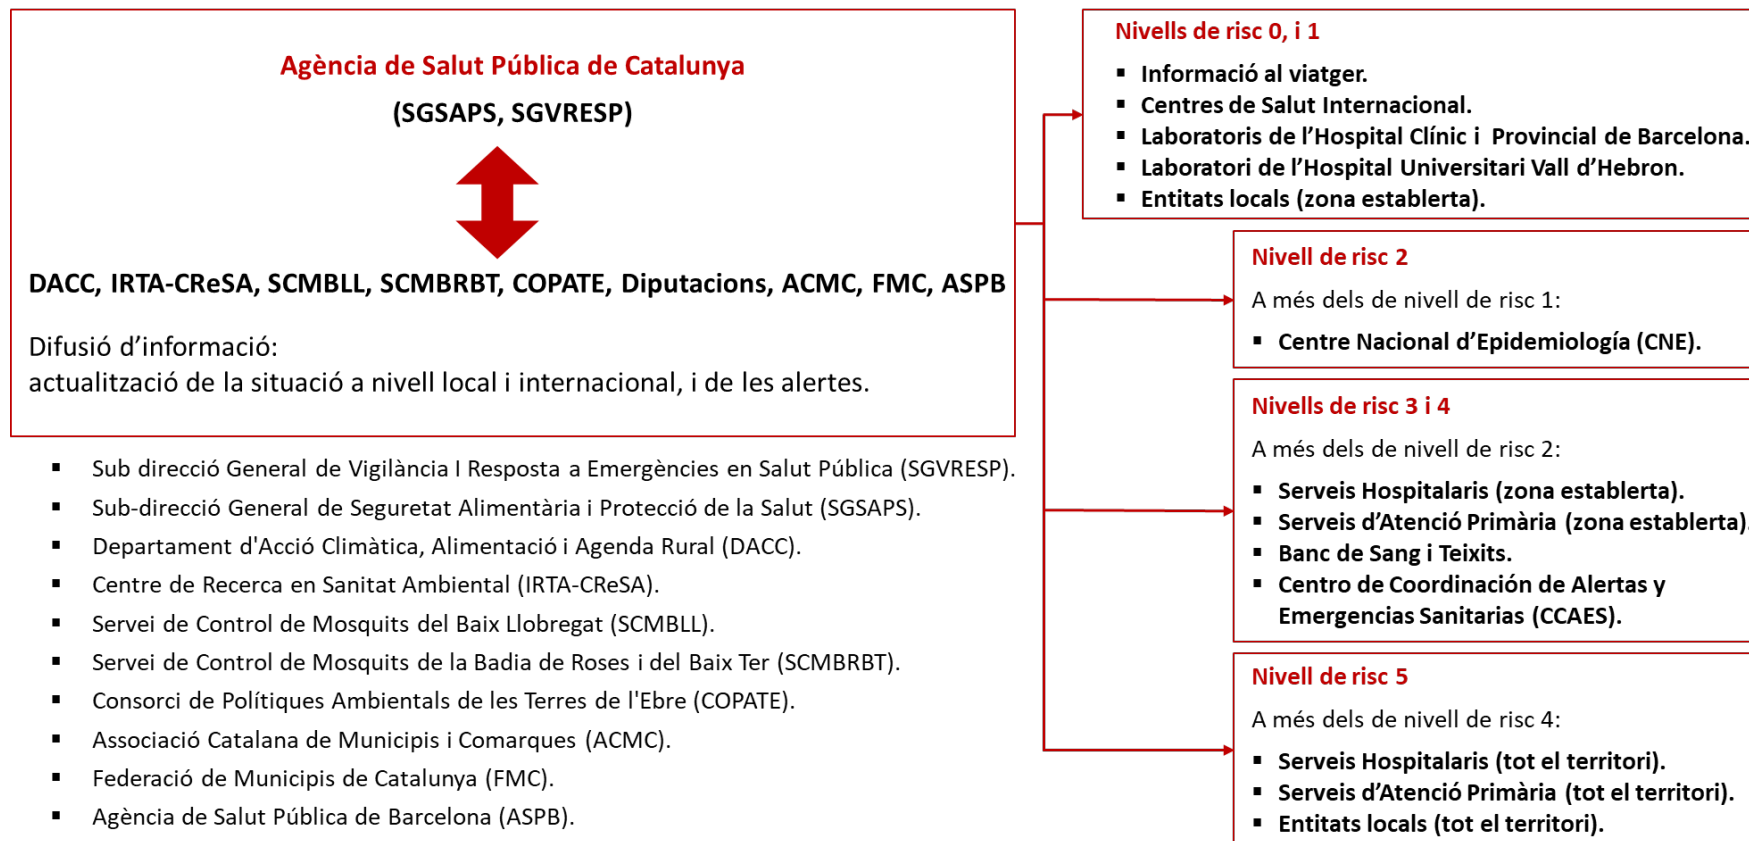 Agència de Salut Pública de Catalunya
(SGSAPS, SGVRESP)
DACC, IRTA-CReSA, SCMBLL, SCMBRBT, COPATE, Diputacions, ACMC, FMC, ASPB
Difusió d’informació:
actualització de la situació a nivell local i internacional, i de les alertes.
▪ Sub direcció General de Vigilància I Resposta a Emergències en Salut Pública (SGVRESP).
▪ Sub-direcció General de Seguretat Alimentària i Protecció de la Salut (SGSAPS).
▪ Departament d'Acció Climàtica, Alimentació i Agenda Rural (DACC).
▪ Centre de Recerca en Sanitat Ambiental (IRTA-CReSA).
▪ Servei de Control de Mosquits del Baix Llobregat (SCMBLL).
▪ Servei de Control de Mosquits de la Badia de Roses i del Baix Ter (SCMBRBT).
▪ Consorci de Polítiques Ambientals de les Terres de l'Ebre (COPATE).
▪ Associació Catalana de Municipis i Comarques (ACMC).
▪ Federació de Municipis de Catalunya (FMC).
▪ Agència de Salut Pública de Barcelona (ASPB).
Nivells de risc 0, i 1
▪ Informació al viatger.
▪ Centres de Salut Internacional.
▪ Laboratoris de l’Hospital Clínic i Provincial de Barcelona.
▪ Laboratori de l’Hospital Universitari Vall d’Hebron.
▪ Entitats locals (zona establerta).
Nivell de risc 2
A més dels de nivell de risc 1:
▪ Centre Nacional d’Epidemiología (CNE).
Nivells de risc 3 i 4
A més dels de nivell de risc 2:
▪ Serveis Hospitalaris (zona establerta).
▪ Serveis d’Atenció Primària (zona establerta).
▪ Banc de Sang i Teixits.
▪ Centro de Coordinación de Alertas y
Emergencias Sanitarias (CCAES).
Nivell de risc 5
A més dels de nivell de risc 4:
▪ Serveis Hospitalaris (tot el territori).
▪ Serveis d’Atenció Primària (tot el territori).
▪ Entitats locals (tot el territori).